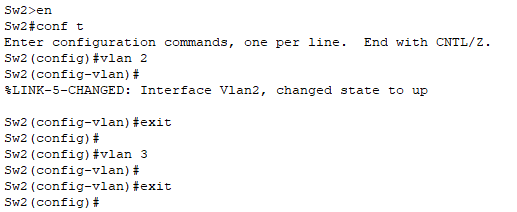 Sw2>en
Sw2#conf t
Enter configuration commands, one per line.  End with CNTL/Z.
Sw2(config)#vlan 2
Sw2(config-vlan)#
%LINK-5-CHANGED: Interface Vlan2, changed state to up
Sw2(config-vlan)#exit
Sw2(config)#
Sw2(config)#vlan 3
Sw2(config-vlan)#
Sw2(config-vlan)#exit
Sw2(config)#